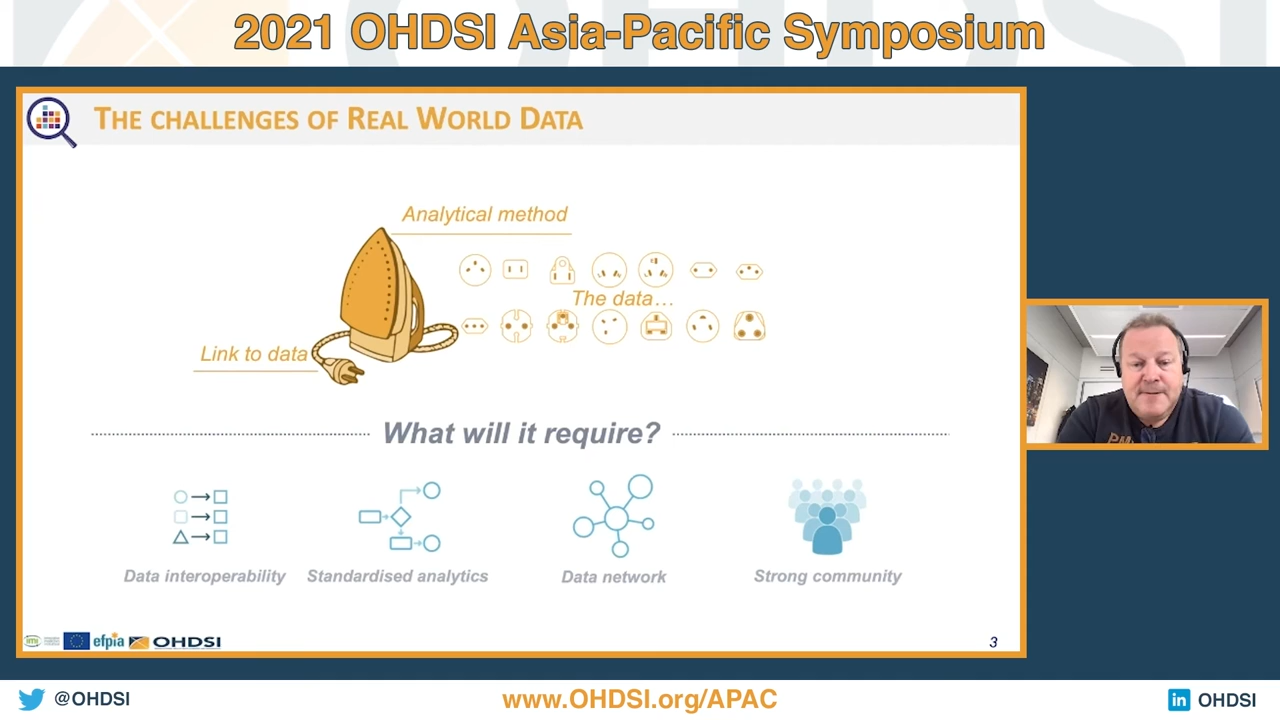 2021 OHDSI Asia-Pacific Symposium
THE CHALLENGES OF REAL WORLD DATA
Analytical method
The data…
Link to data
What will it require?
Data interoperability
Standardised analytics
Data network
Strong community
efpia
OHDSI
3
@OHDSI
www.OHDSI.org/APAC
in OHDSI